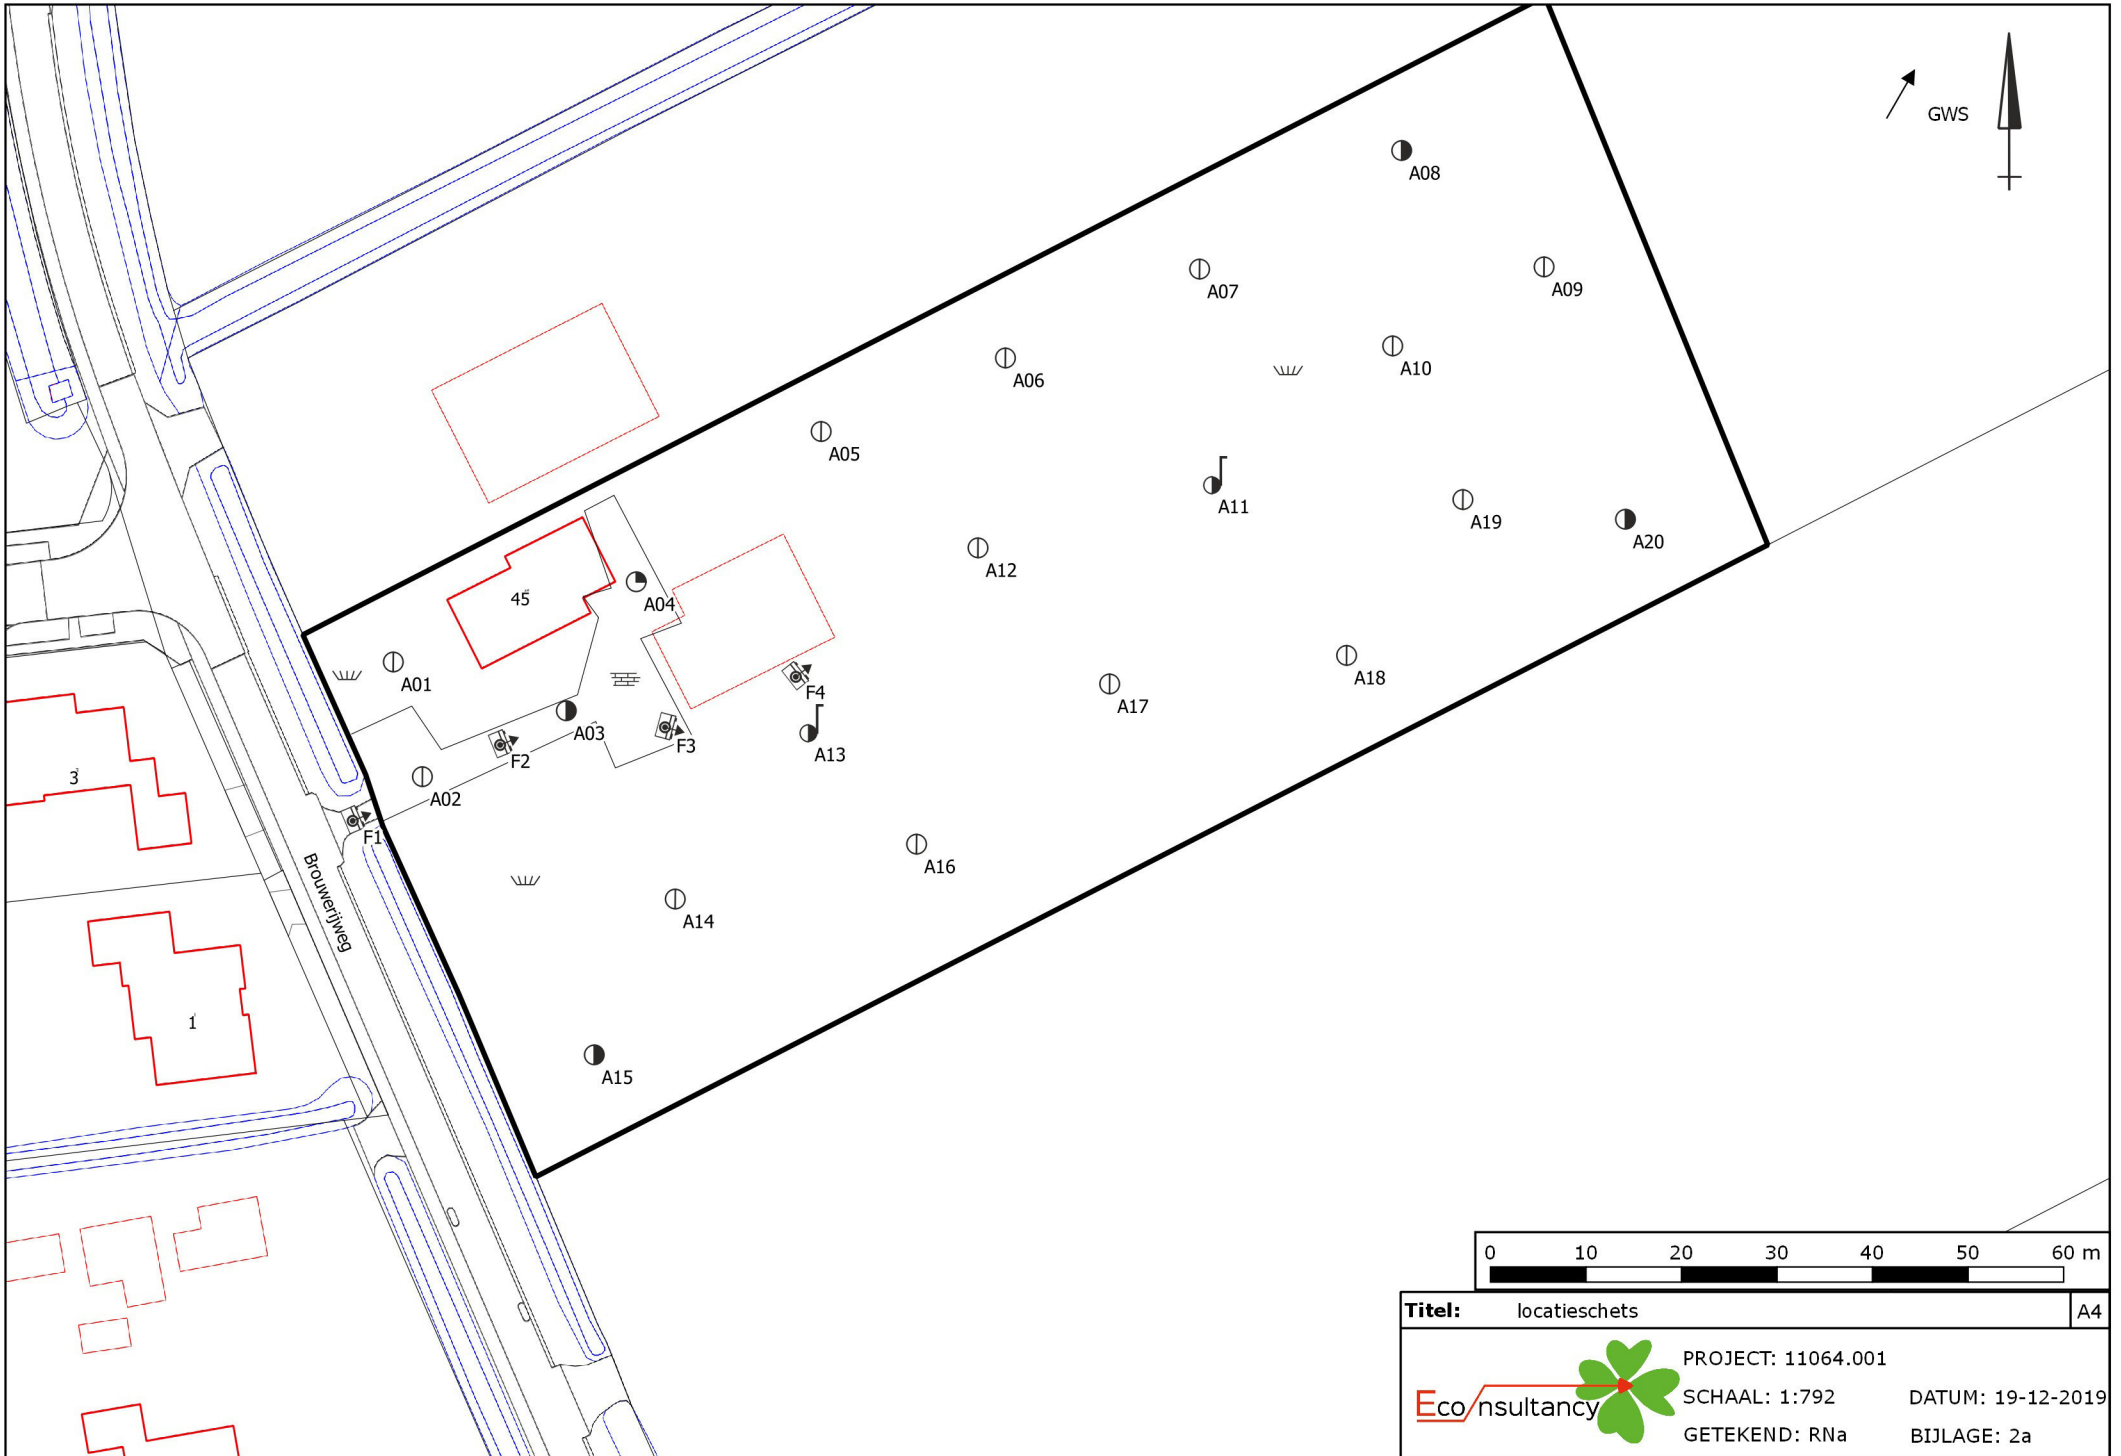 GWS
A08
A07
A09
A06
A10
A05
A11
A19
A20
A12
45
A04
A01
A18
F4
A17
A03
F3
A13
F2
3
A02
F1
A16
Brouwerijweg
A14
1
A15
0 10 20 30 40 50 60 m
Titel: locatieschets A4
PROJECT: 11064.001
SCHAAL: 1:792 DATUM: 19-12-2019
Eco nsultancy
GETEKEND: RNa BIJLAGE: 2a